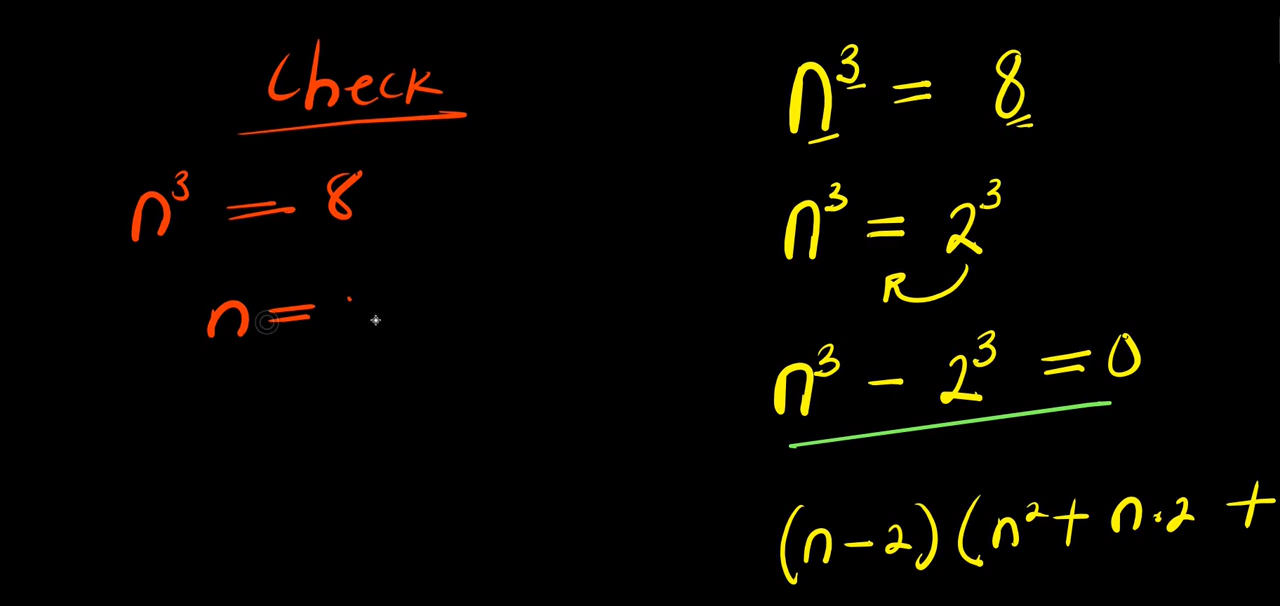 Check
n³ = 8
n =
n³ = 8
n³ = 2³
n³ - 2³ = 0
(n-2)(n²+ n·2 +